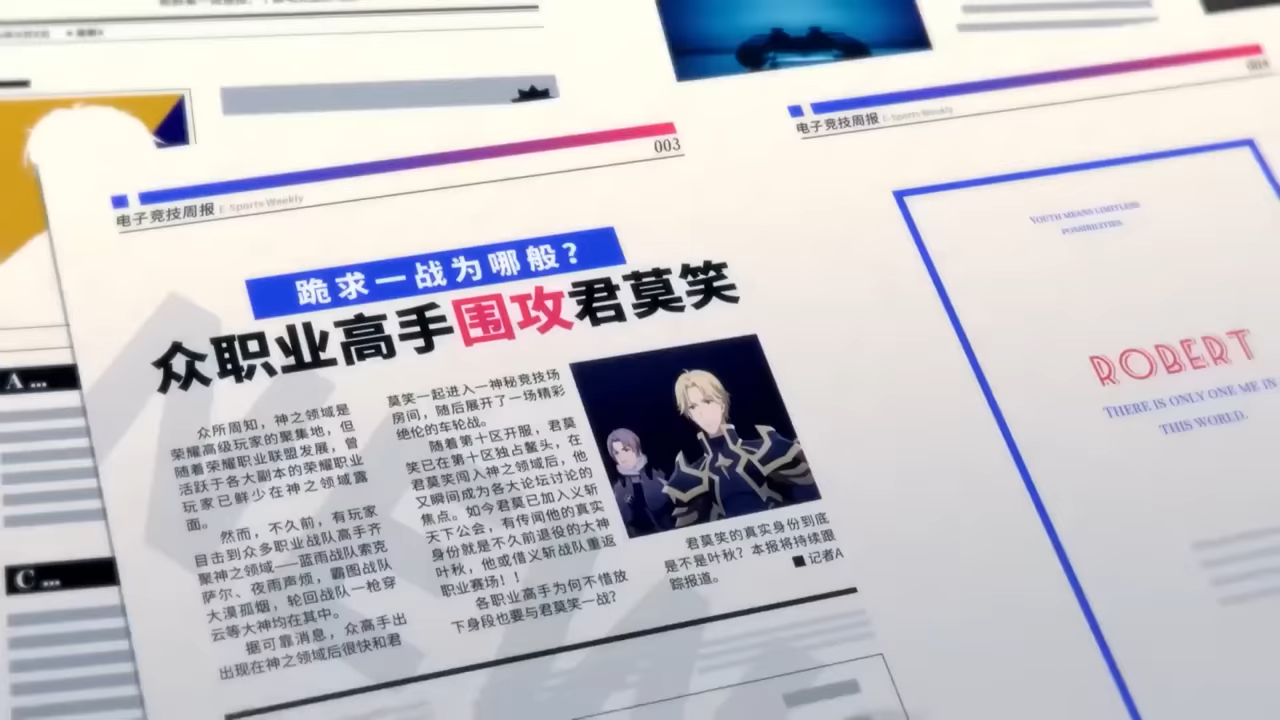 003
电子竞技周报 E-Sports Weekly
跪求一战为哪般？
众职业高手围攻君莫笑
众所周知，神之领域是
荣耀高级玩家的聚集地，但
随着荣耀职业联盟发展，曾
活跃于各大副本的荣耀职业
玩家已鲜少在神之领域露
面。
然而，不久前，有玩家
目击到众多职业战队高手齐
聚神之领域——蓝雨战队索克
萨尔、夜雨声烦，霸图战队
大漠孤烟，轮回战队一枪穿
云等大神均在其中。
据可靠消息，众高手出
出现在神之领域后很快和君
莫笑一起进入一神秘竞技场
房间，随后展开了一场精彩
绝伦的车轮战。
随着第十区开服，君莫
笑已在第十区独占鳌头，在
君莫笑闯入神之领域后，他
又瞬间成为各大论坛讨论的
焦点。如今君莫已加入义斩
天下公会，有传闻他的真实
身份就是不久前退役的大神
叶秋，他或借义斩战队重返
职业赛场！！
各职业高手为何不惜放
下身段也要与君莫笑一战？
君莫笑的真实身份到底
是不是叶秋？本报将持续跟
踪报道。
■ 记者A
A ...
C ...
004
电子竞技周报 E-Sports Weekly
YOUTH MEANS LIMITLESS
POSSIBILITIES.
ROBERT
THERE IS ONLY ONE ME IN
THIS WORLD.